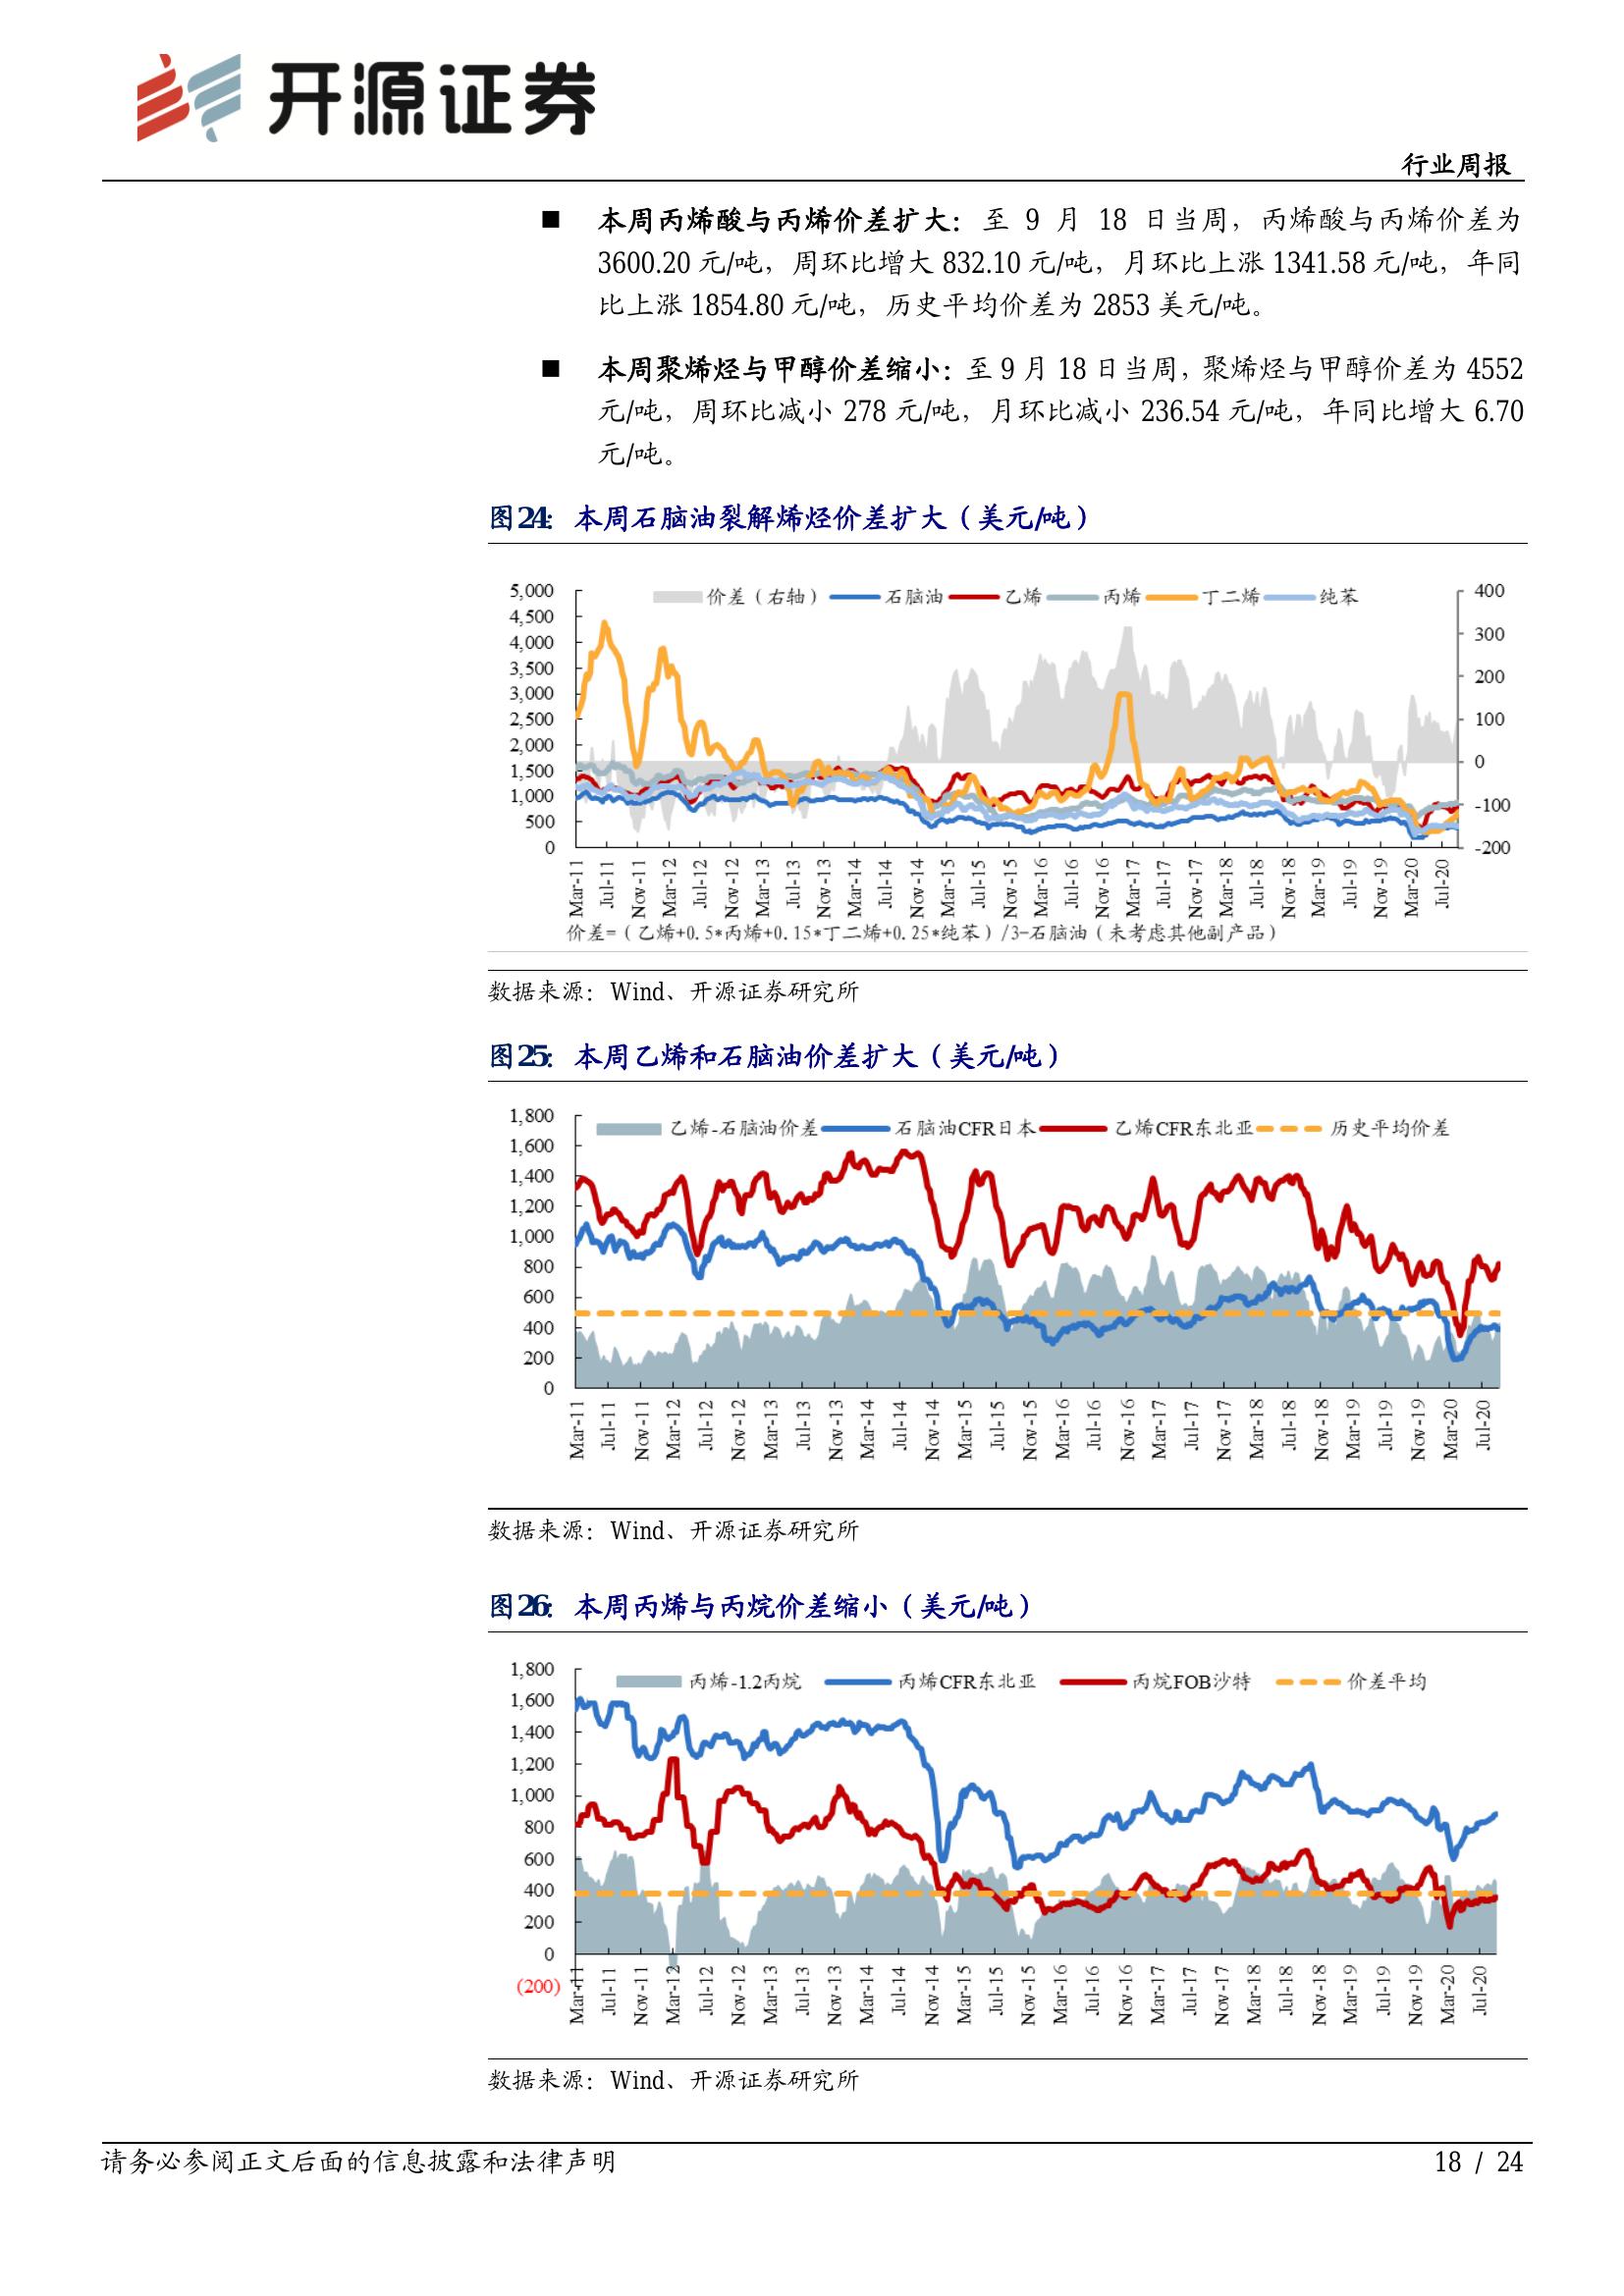 开源证券
行业周报
■ 本周丙烯酸与丙烯价差扩大：至 9 月 18 日当周，丙烯酸与丙烯价差为
3600.20 元/吨，周环比增大 832.10 元/吨，月环比上涨 1341.58 元/吨，年同
比上涨 1854.80 元/吨，历史平均价差为 2853 美元/吨。
■ 本周聚烯烃与甲醇价差缩小：至 9 月 18 日当周，聚烯烃与甲醇价差为 4552
元/吨，周环比减小 278 元/吨，月环比减小 236.54 元/吨，年同比增大 6.70
元/吨。
图24：本周石脑油裂解烯烃价差扩大（美元/吨）
价差（右轴） 石脑油 乙烯 丙烯 丁二烯 纯苯
5,000 400
4,500
4,000 300
3,500
3,000 200
2,500 100
2,000
1,500 0
1,000 -100
500
0 -200
Mar-11 Jul-11 Nov-11 Mar-12 Jul-12 Nov-12 Mar-13 Jul-13 Nov-13 Mar-14 Jul-14 Nov-14 Mar-15 Jul-15 Nov-15 Mar-16 Jul-16 Nov-16 Mar-17 Jul-17 Nov-17 Mar-18 Jul-18 Nov-18 Mar-19 Jul-19 Nov-19 Mar-20 Jul-20
价差=（乙烯+0.5*丙烯+0.15*丁二烯+0.25*纯苯）/3-石脑油（未考虑其他副产品）
数据来源：Wind、开源证券研究所
图25：本周乙烯和石脑油价差扩大（美元/吨）
乙烯-石脑油价差 石脑油CFR日本 乙烯CFR东北亚 历史平均价差
1,800
1,600
1,400
1,200
1,000
800
600
400
200
0
Mar-11 Jul-11 Nov-11 Mar-12 Jul-12 Nov-12 Mar-13 Jul-13 Nov-13 Mar-14 Jul-14 Nov-14 Mar-15 Jul-15 Nov-15 Mar-16 Jul-16 Nov-16 Mar-17 Jul-17 Nov-17 Mar-18 Jul-18 Nov-18 Mar-19 Jul-19 Nov-19 Mar-20 Jul-20
数据来源：Wind、开源证券研究所
图26：本周丙烯与丙烷价差缩小（美元/吨）
丙烯-1.2丙烷 丙烯CFR东北亚 丙烷FOB沙特 价差平均
1,800
1,600
1,400
1,200
1,000
800
600
400
200
0
(200)
Mar-11 Jul-11 Nov-11 Mar-12 Jul-12 Nov-12 Mar-13 Jul-13 Nov-13 Mar-14 Jul-14 Nov-14 Mar-15 Jul-15 Nov-15 Mar-16 Jul-16 Nov-16 Mar-17 Jul-17 Nov-17 Mar-18 Jul-18 Nov-18 Mar-19 Jul-19 Nov-19 Mar-20 Jul-20
数据来源：Wind、开源证券研究所
请务必参阅正文后面的信息披露和法律声明
18 / 24